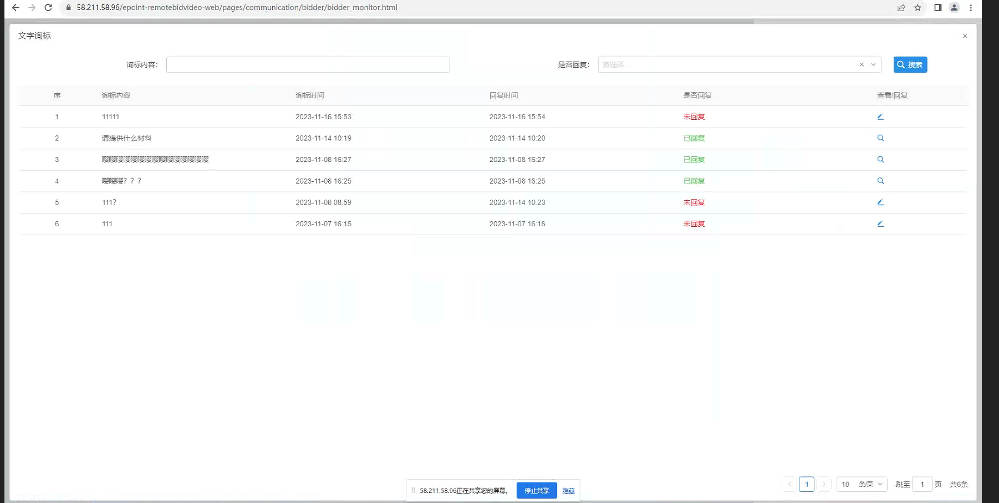 58.211.58.96/epoint-remotebidvideo-web/pages/communication/bidder/bidder_monitor.html
文字询标
询标内容：
是否回复： 请选择... 搜索
序 询标内容 询标时间 回复时间 是否回复 查看/回复
1 11111 2023-11-16 15:53 2023-11-16 15:54 未回复
2 请提供什么材料 2023-11-14 10:19 2023-11-14 10:20 已回复
3 嘤嘤嘤嘤嘤嘤嘤嘤嘤嘤嘤嘤嘤嘤嘤 2023-11-08 16:27 2023-11-08 16:27 已回复
4 嘤嘤嘤？？？ 2023-11-08 16:25 2023-11-08 16:25 已回复
5 111? 2023-11-08 08:59 2023-11-14 10:23 未回复
6 111 2023-11-07 16:15 2023-11-07 16:16 未回复
1 10 条/页 跳至 1 页 共6条
58.211.58.96正在共享您的屏幕。 停止共享 隐藏